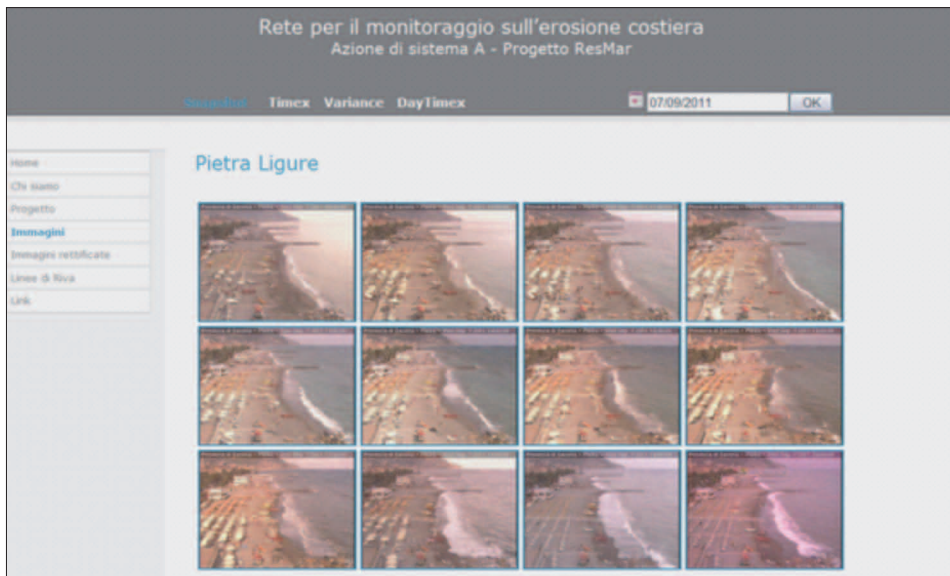 Rete per il monitoraggio sull'erosione costiera
Azione di sistema A - Progetto ResMar
Timex Variance DayTimex
07/09/2011 OK
Home
Chi siamo
Progetto
Immagini
Immagini rettificate
Linee di Riva
Link
Pietra Ligure